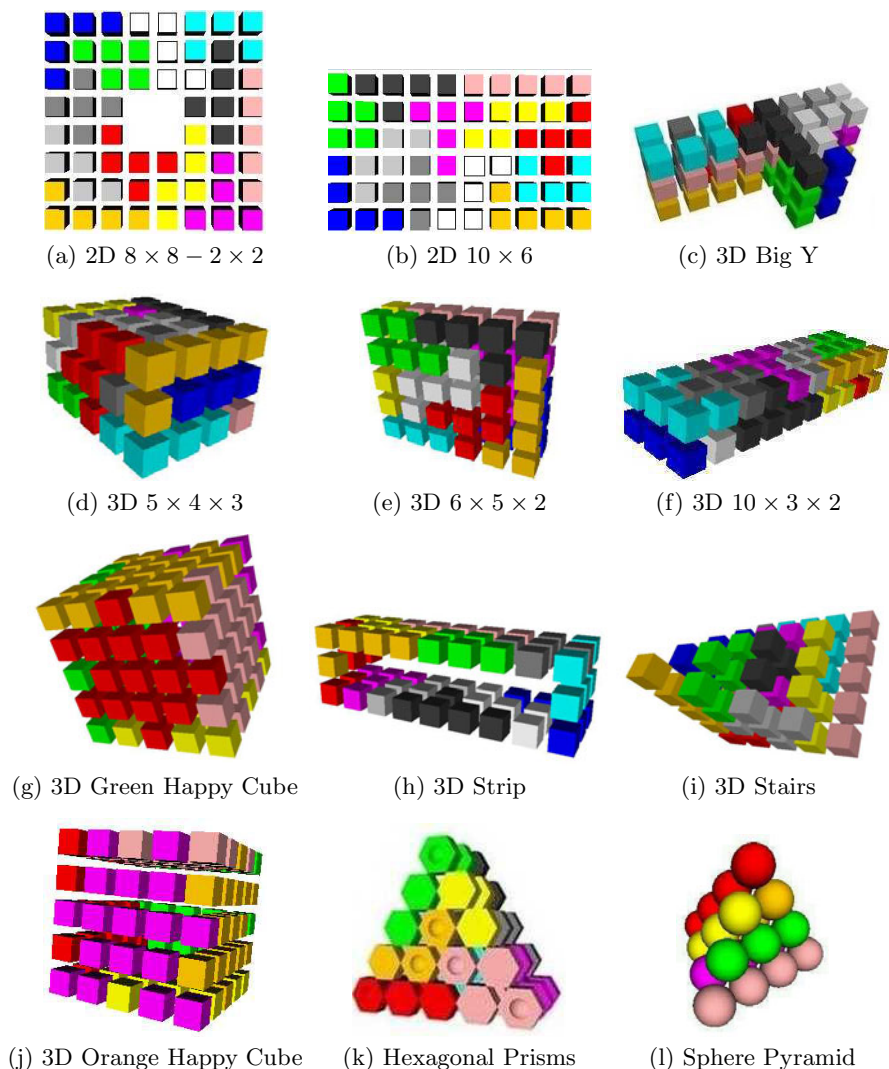 (a) 2D 8 × 8 − 2 × 2
(b) 2D 10 × 6
(c) 3D Big Y
(d) 3D 5 × 4 × 3
(e) 3D 6 × 5 × 2
(f) 3D 10 × 3 × 2
(g) 3D Green Happy Cube
(h) 3D Strip
(i) 3D Stairs
(j) 3D Orange Happy Cube
(k) Hexagonal Prisms
(l) Sphere Pyramid